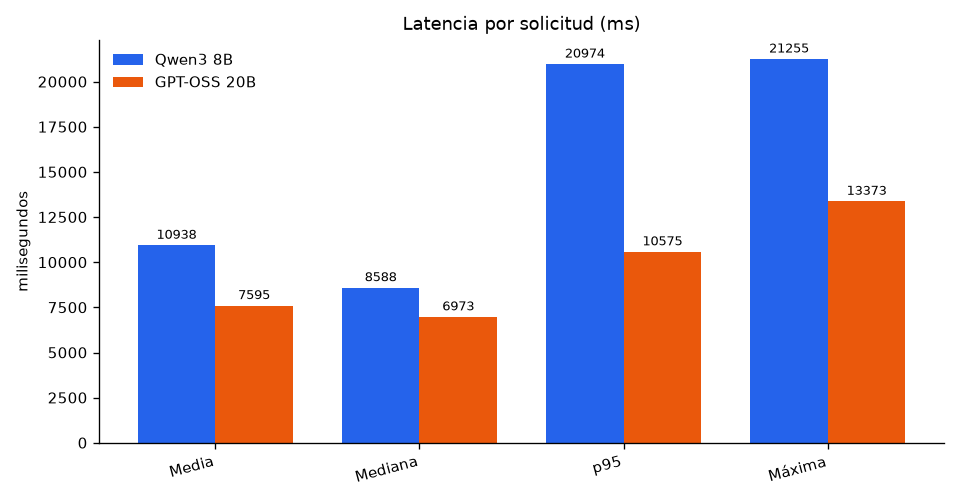 Latencia por solicitud (ms)
Qwen3 8B
GPT-OSS 20B
milisegundos
20000
17500
15000
12500
10000
7500
5000
2500
0
10938
7595
8588
6973
20974
10575
21255
13373
Media
Mediana
p95
Máxima